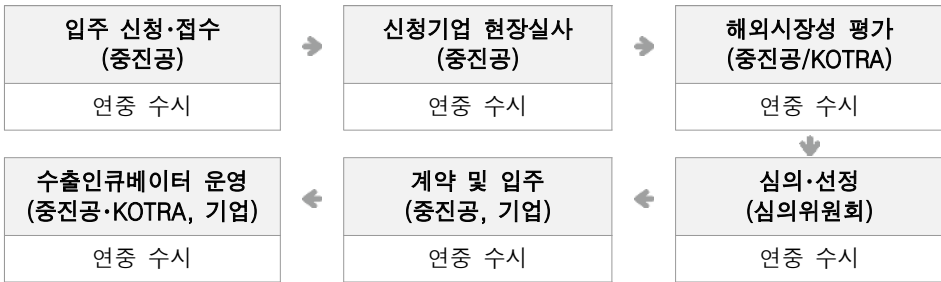 입주 신청·접수
(중진공)
연중 수시
신청기업 현장실사
(중진공)
연중 수시
해외시장성 평가
(중진공/KOTRA)
연중 수시
심의·선정
(심의위원회)
연중 수시
계약 및 입주
(중진공, 기업)
연중 수시
수출인큐베이터 운영
(중진공·KOTRA, 기업)
연중 수시